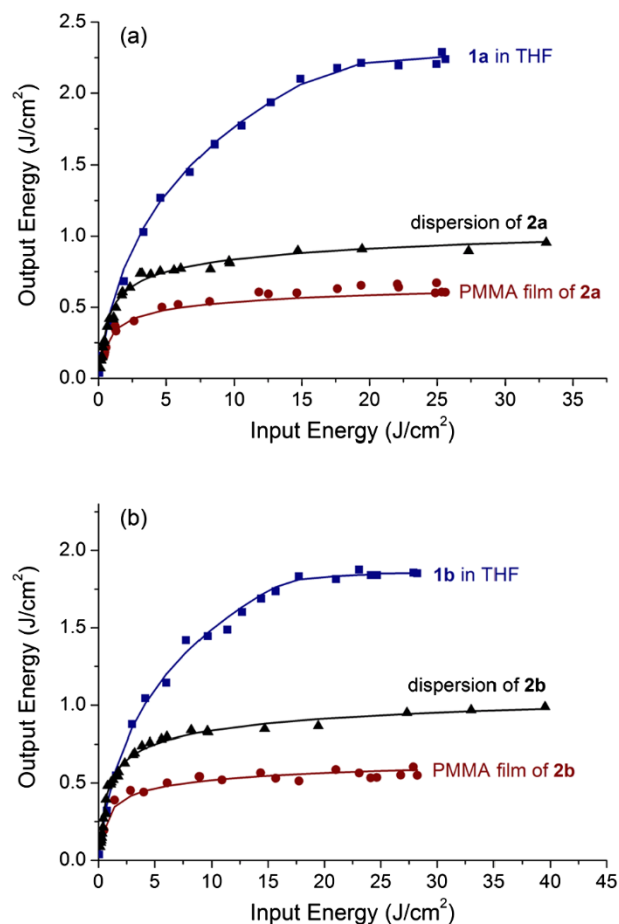 (a)
2.5
2.0
1.5
1.0
0.5
0.0
Output Energy (J/cm²)
1a in THF
dispersion of 2a
PMMA film of 2a
0 5 10 15 20 25 30 35
Input Energy (J/cm²)
(b)
2.0
1.5
1.0
0.5
0.0
Output Energy (J/cm²)
1b in THF
dispersion of 2b
PMMA film of 2b
0 5 10 15 20 25 30 35 40 45
Input Energy (J/cm²)